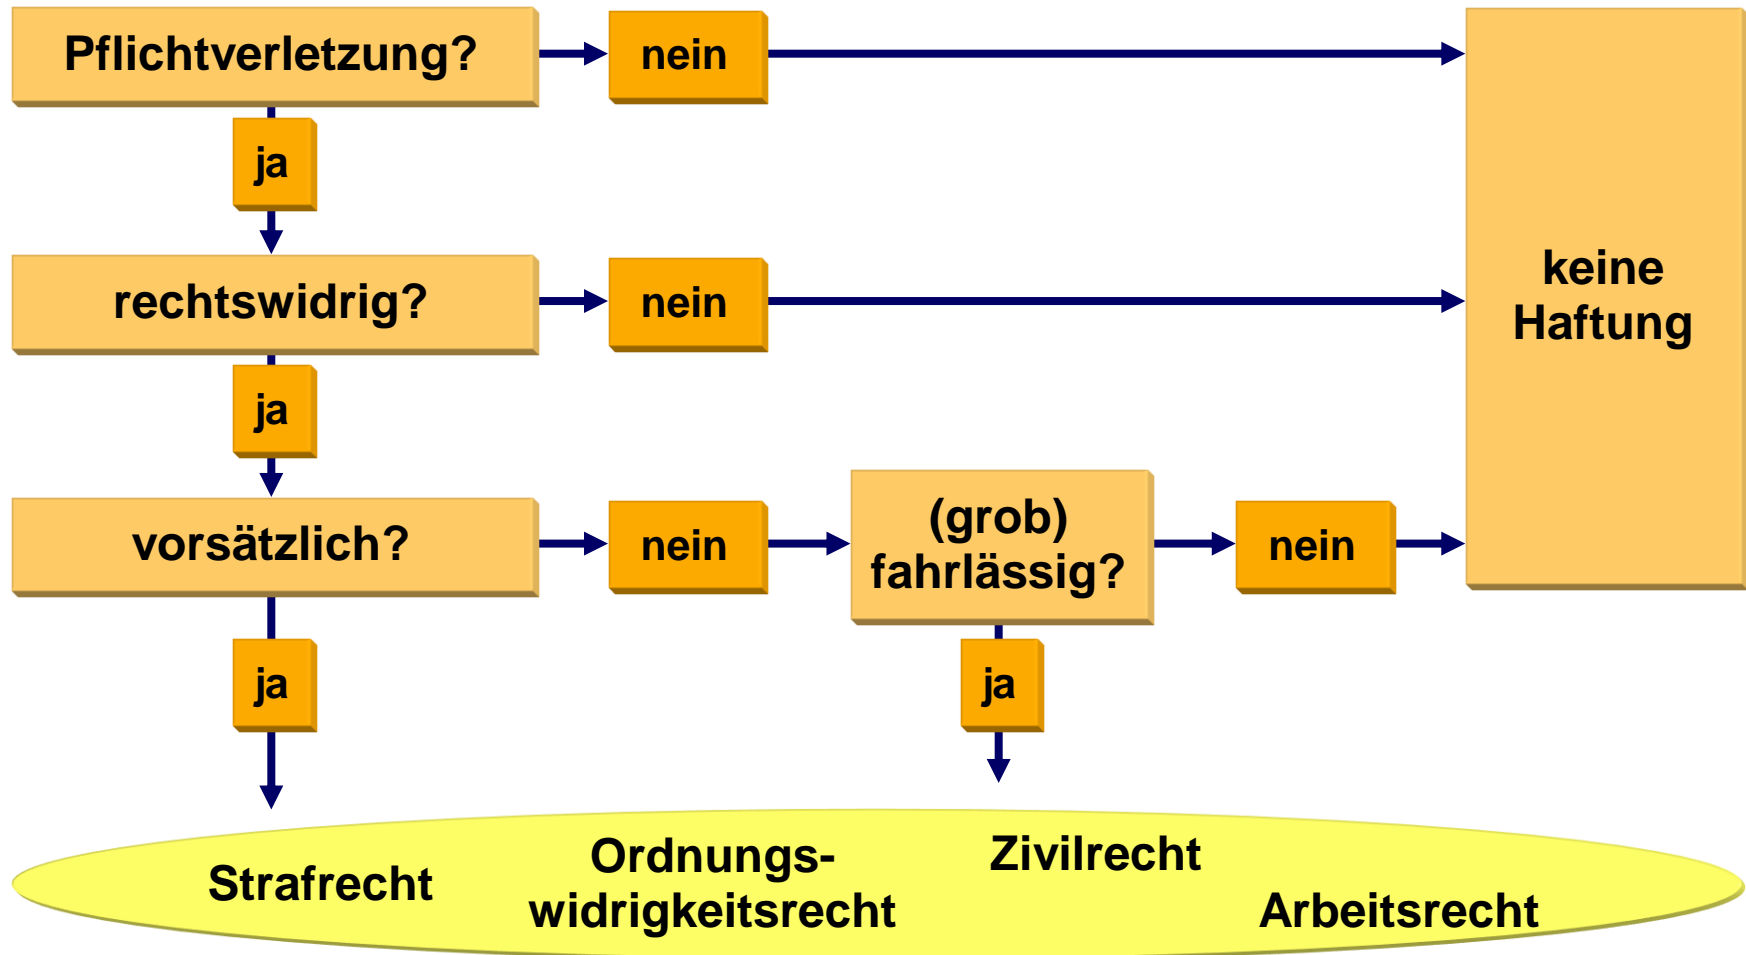 Pflichtverletzung?
nein
ja
rechtswidrig?
nein
keine
Haftung
ja
vorsätzlich?
nein
(grob)
fahrlässig?
nein
ja
ja
Strafrecht
Ordnungs-
widrigkeitsrecht
Zivilrecht
Arbeitsrecht